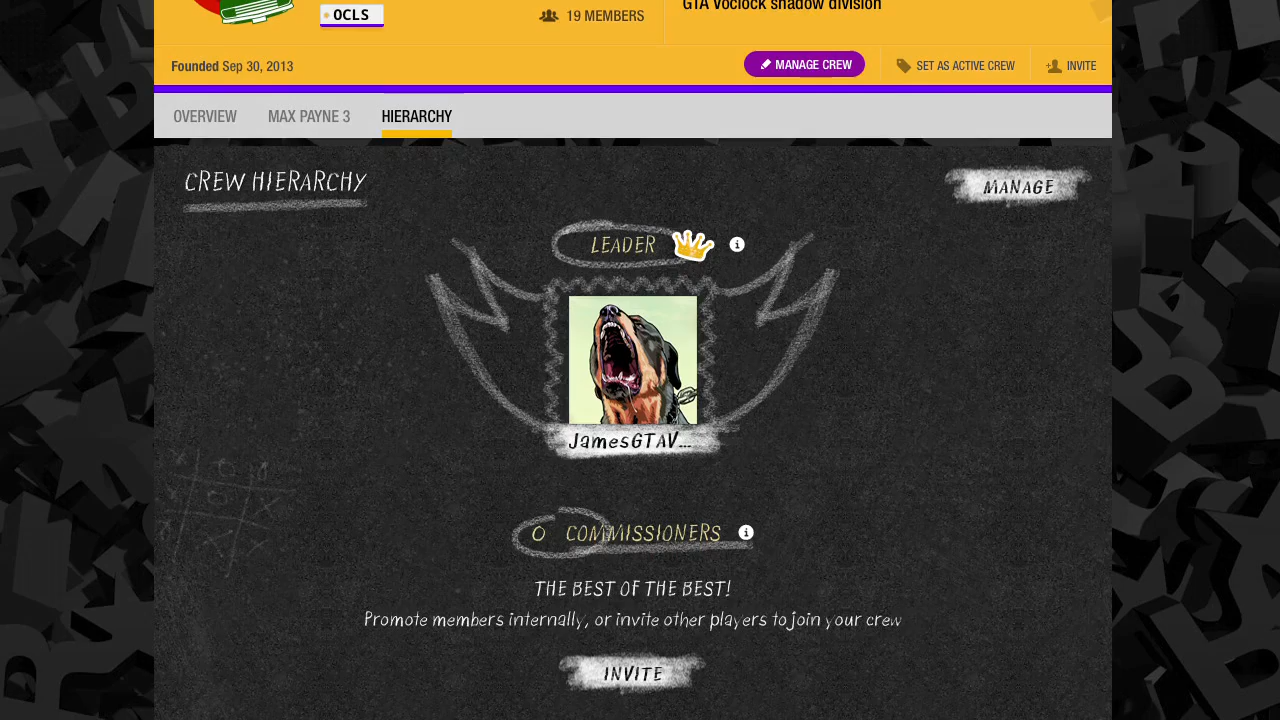 GTA Voclock shadow division
OCLS
19 MEMBERS
Founded Sep 30, 2013
MANAGE CREW
SET AS ACTIVE CREW
INVITE
OVERVIEW
MAX PAYNE 3
HIERARCHY
CREW HIERARCHY
MANAGE
LEADER
JamesGTAV...
0 COMMISSIONERS
THE BEST OF THE BEST!
Promote members internally, or invite other players to join your crew
INVITE